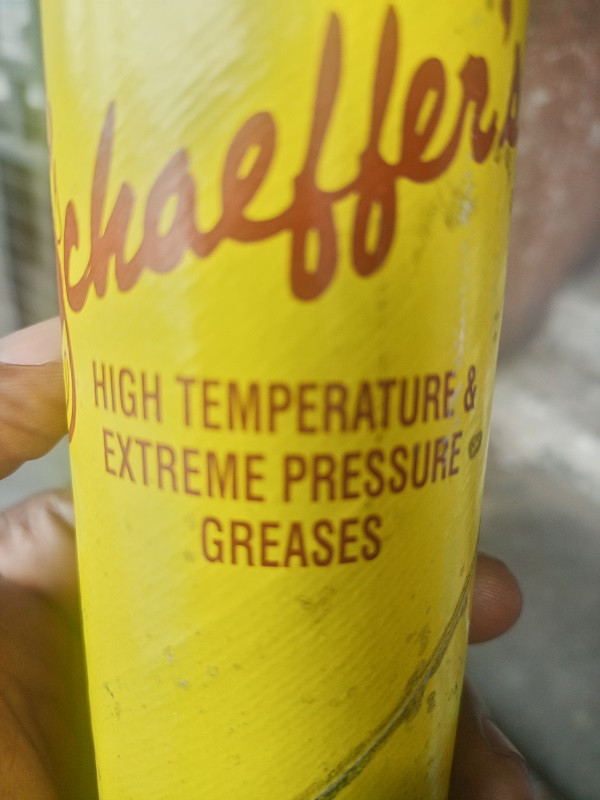 Schaeffer's
HIGH TEMPERATURE &
EXTREME PRESSURE
GREASES